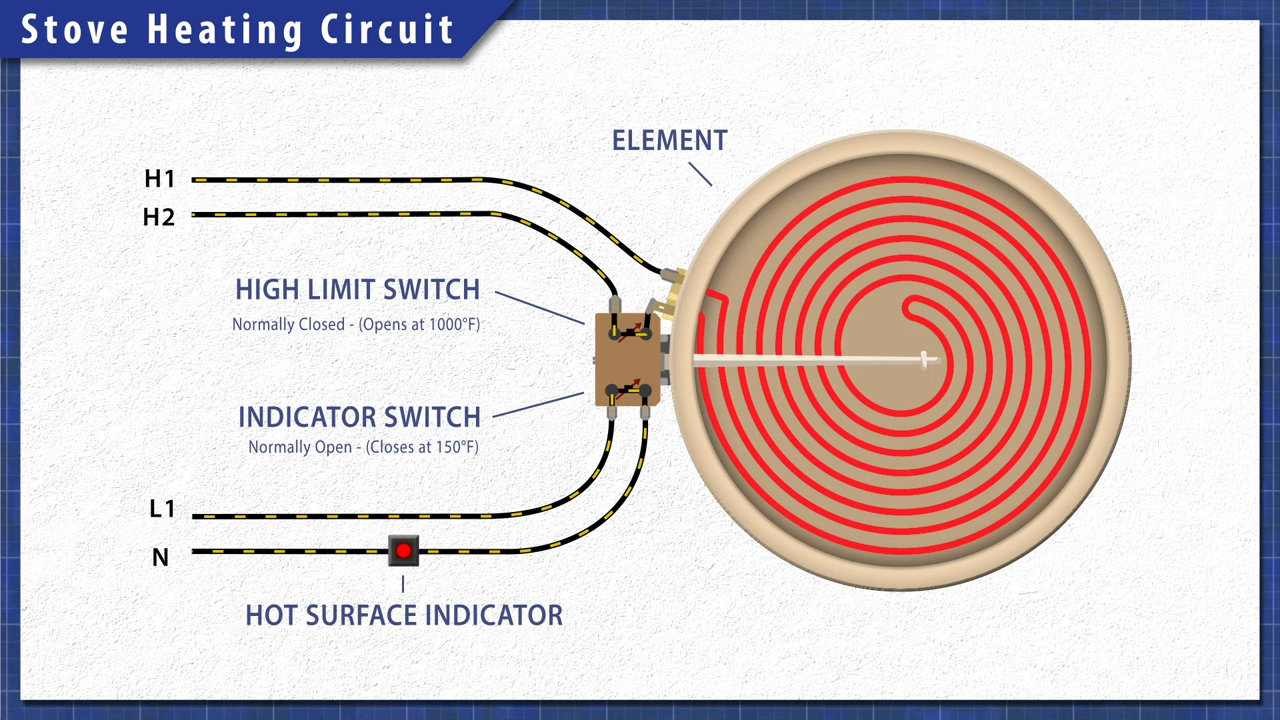 Stove Heating Circuit
ELEMENT
H1
H2
HIGH LIMIT SWITCH
Normally Closed - (Opens at 1000°F)
INDICATOR SWITCH
Normally Open - (Closes at 150°F)
L1
N
HOT SURFACE INDICATOR